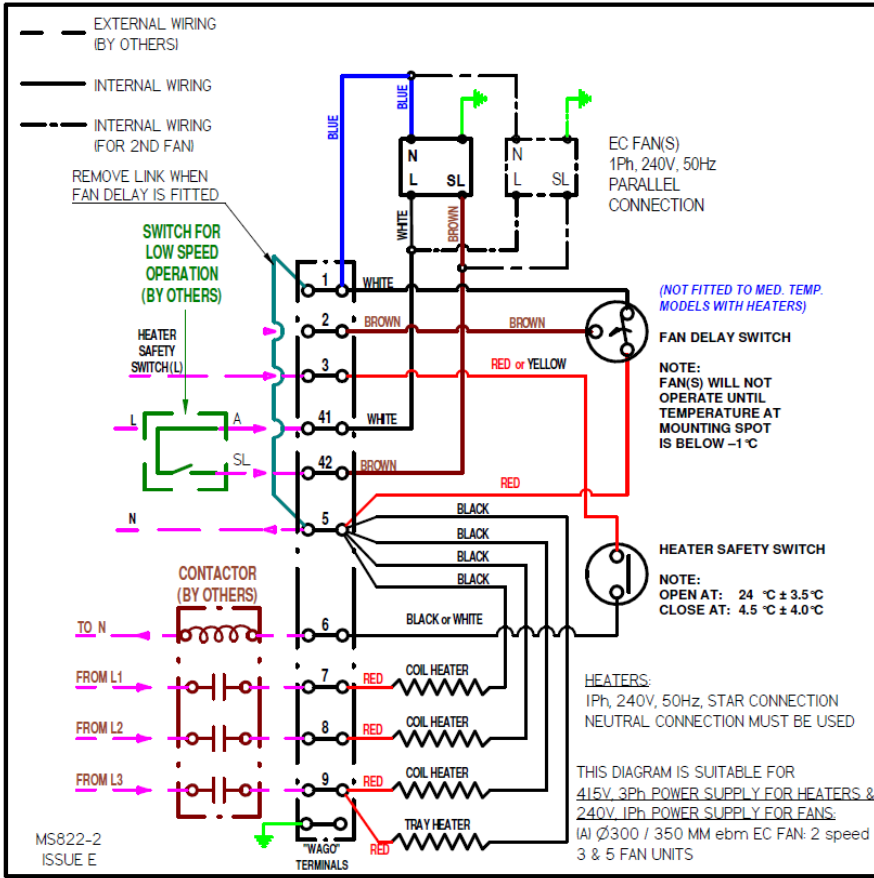 EXTERNAL WIRING
(BY OTHERS)
INTERNAL WIRING
INTERNAL WIRING
(FOR 2ND FAN)
REMOVE LINK WHEN
FAN DELAY IS FITTED
SWITCH FOR
LOW SPEED
OPERATION
(BY OTHERS)
BLUE
BLUE
N
L
SL
N
L
SL
EC FAN(S)
1Ph, 240V, 50Hz
PARALLEL
CONNECTION
WHITE
BROWN
1
WHITE
2
BROWN
BROWN
HEATER
SAFETY
SWITCH (L)
3
RED or YELLOW
L
A
41
WHITE
SL
42
BROWN
N
5
RED
BLACK
BLACK
BLACK
BLACK
(NOT FITTED TO MED. TEMP.
MODELS WITH HEATERS)
FAN DELAY SWITCH
NOTE:
FAN(S) WILL NOT
OPERATE UNTIL
TEMPERATURE AT
MOUNTING SPOT
IS BELOW –1 °C
HEATER SAFETY SWITCH
NOTE:
OPEN AT: 24 °C ± 3.5°C
CLOSE AT: 4.5 °C ± 4.0°C
CONTACTOR
(BY OTHERS)
TO N
6
BLACK or WHITE
FROM L1
7
RED
COIL HEATER
FROM L2
8
RED
COIL HEATER
FROM L3
9
RED
COIL HEATER
RED
TRAY HEATER
"WAGO"
TERMINALS
HEATERS:
1Ph, 240V, 50Hz, STAR CONNECTION
NEUTRAL CONNECTION MUST BE USED
THIS DIAGRAM IS SUITABLE FOR
415V, 3Ph POWER SUPPLY FOR HEATERS &
240V, 1Ph POWER SUPPLY FOR FANS:
(A) Ø300 / 350 MM ebm EC FAN: 2 speed
3 & 5 FAN UNITS
MS822-2
ISSUE E